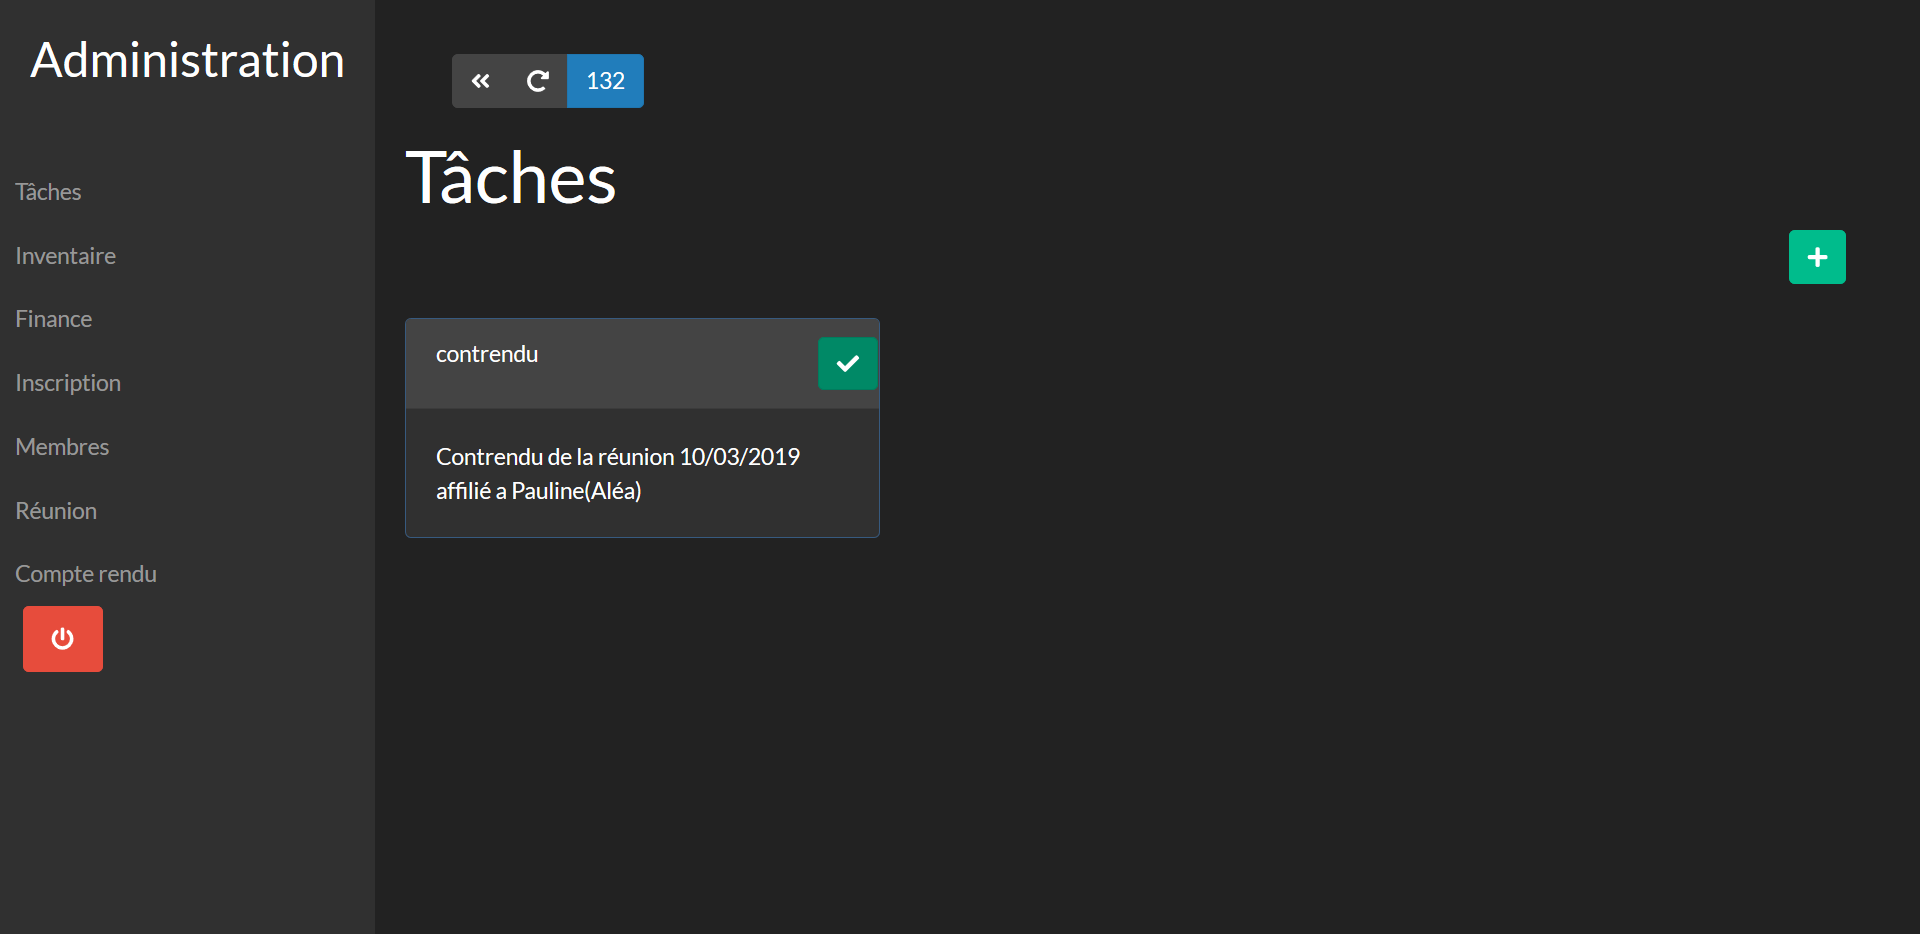 Administration
Tâches
Inventaire
Finance
Inscription
Membres
Réunion
Compte rendu
132
Tâches
contrendu
Contrendu de la réunion 10/03/2019
affilié a Pauline(Aléa)